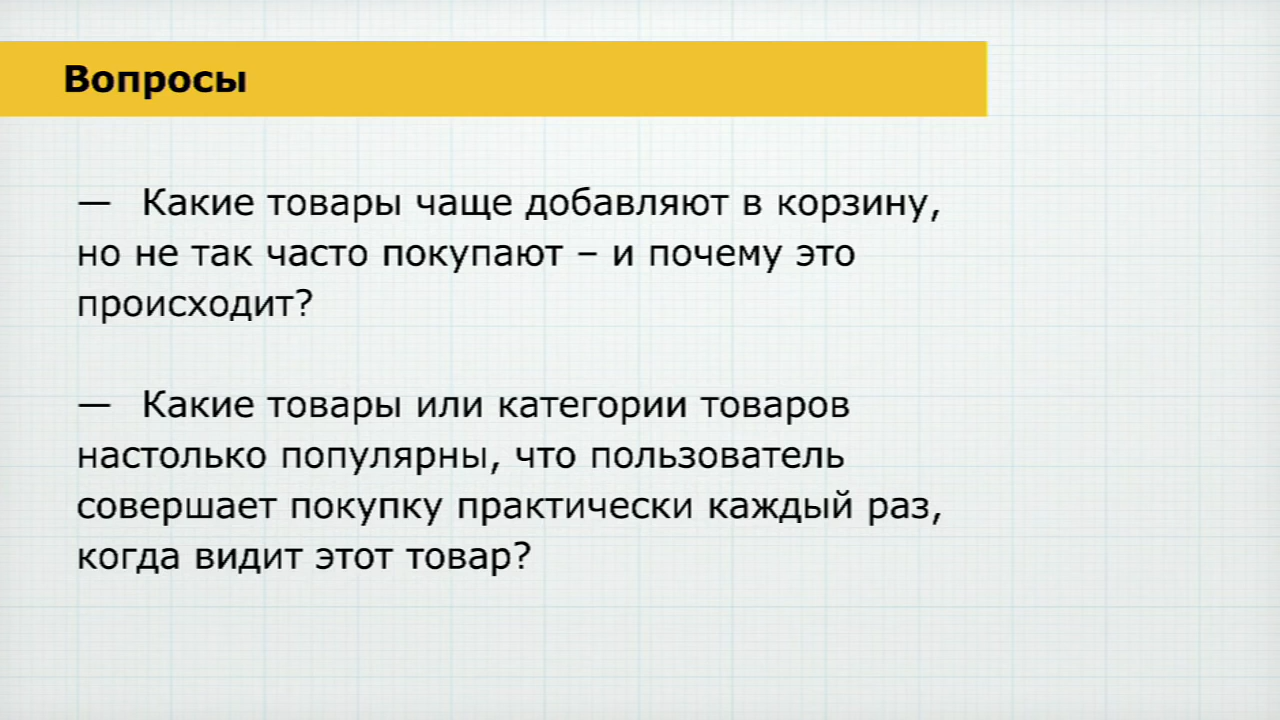 Вопросы
— Какие товары чаще добавляют в корзину,
но не так часто покупают – и почему это
происходит?
— Какие товары или категории товаров
настолько популярны, что пользователь
совершает покупку практически каждый раз,
когда видит этот товар?